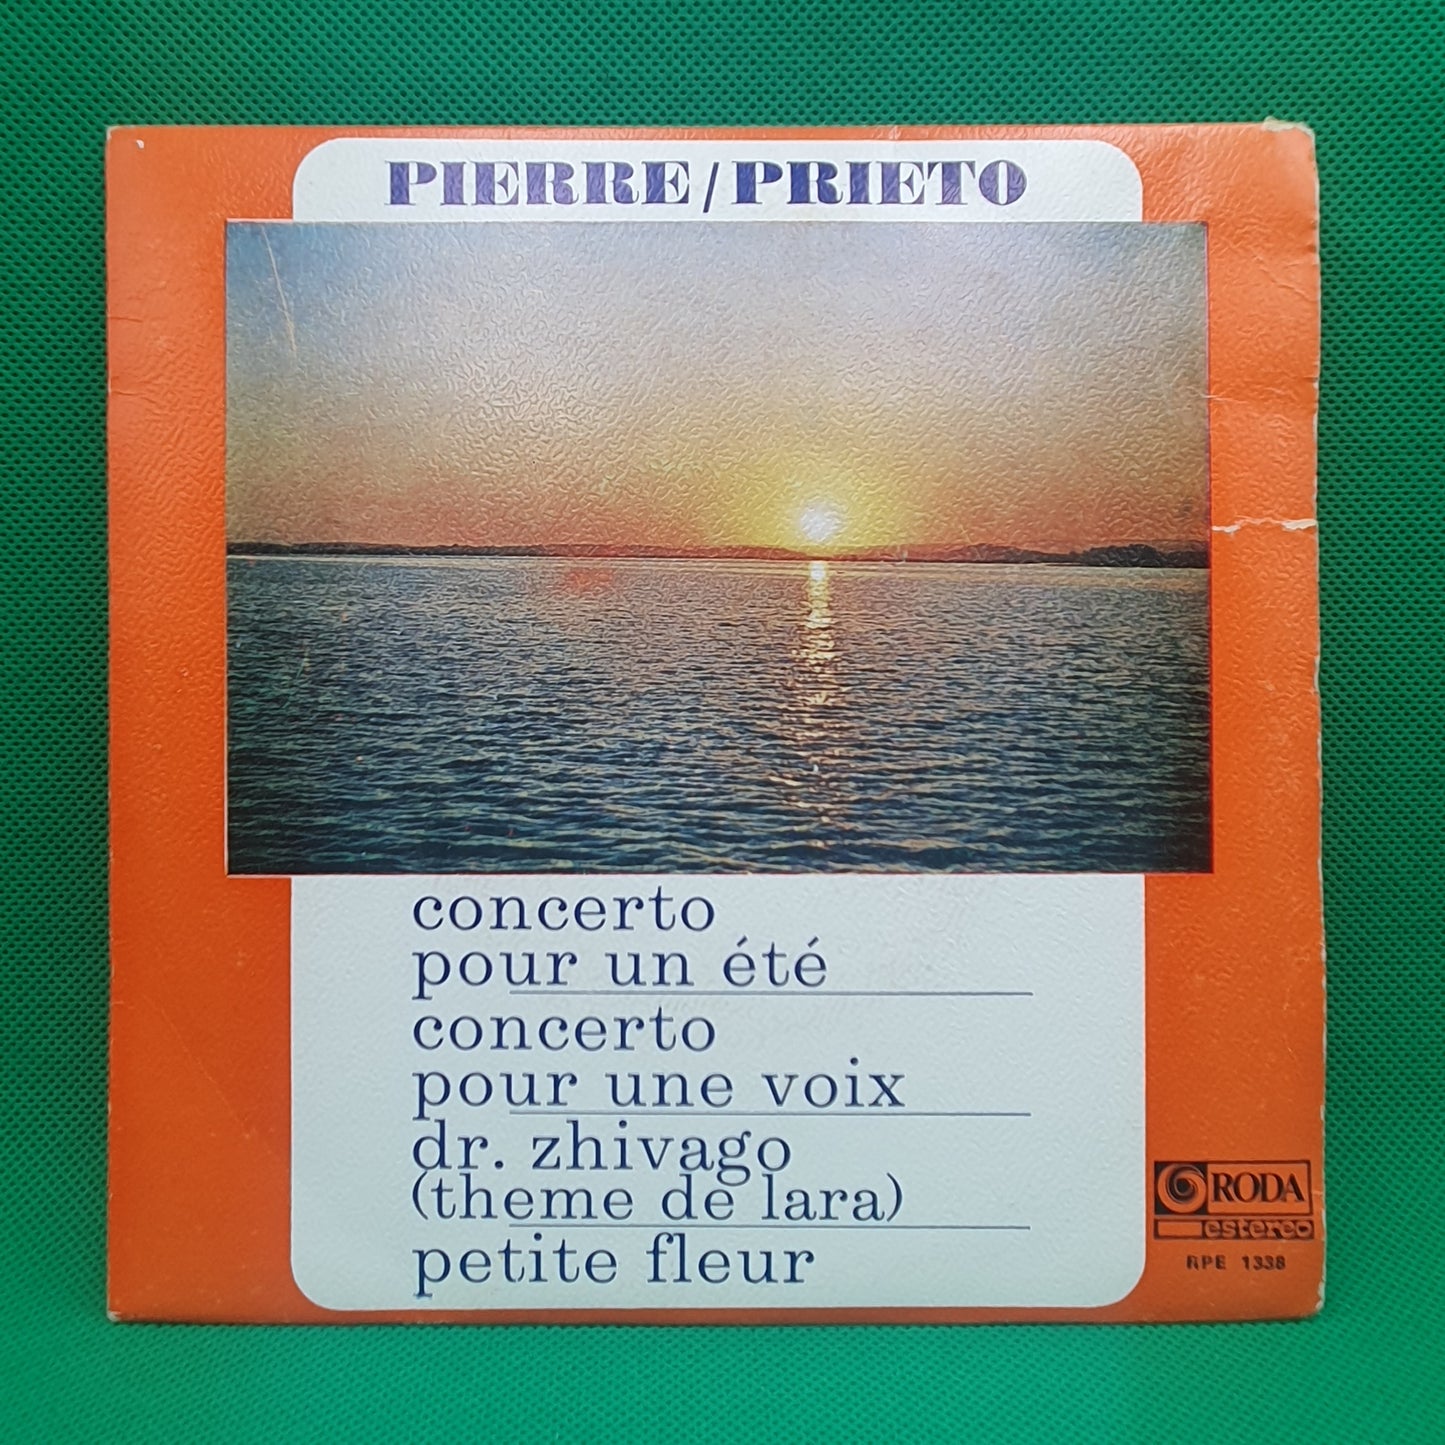 PIERRE/PRIETO
concerto
pour un été
concerto
pour une voix
dr. zhivago
(theme de lara)
petite fleur
RODA
estereo
RPE 1338